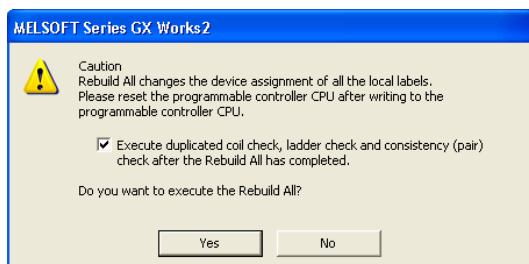 MELSOFT Series GX Works2
Caution
Rebuild All changes the device assignment of all the local labels.
Please reset the programmable controller CPU after writing to the
programmable controller CPU.
Execute duplicated coil check, ladder check and consistency (pair)
check after the Rebuild All has completed.
Do you want to execute the Rebuild All?
Yes
No